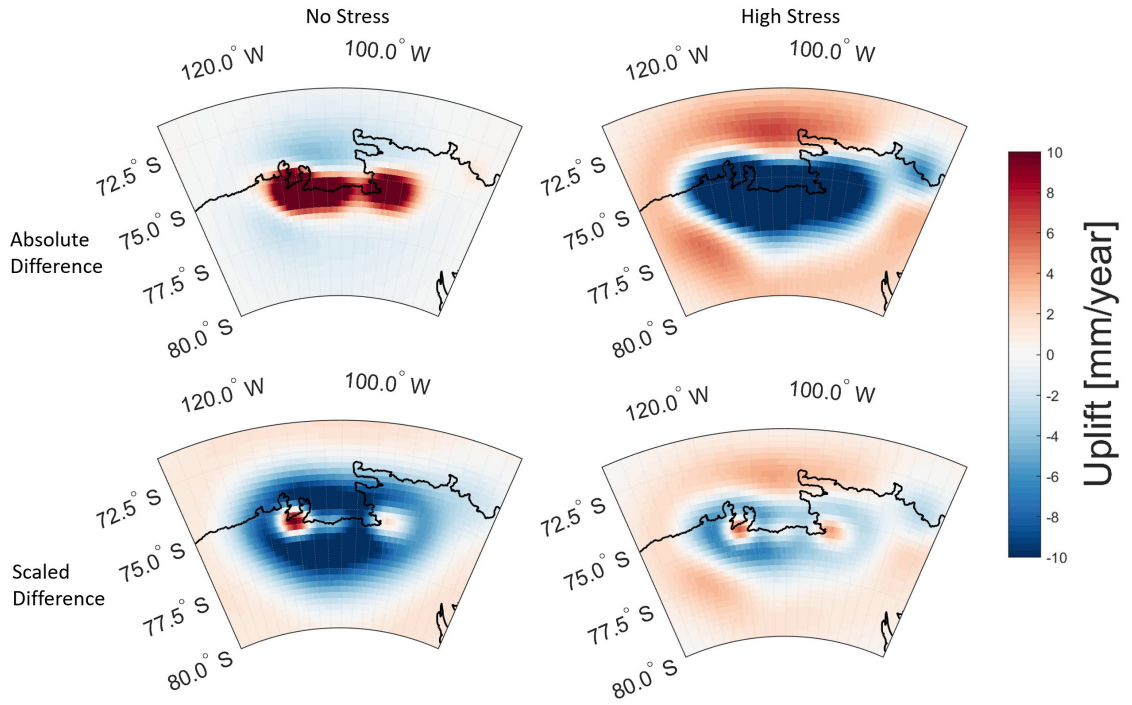 No Stress
High Stress
120.0° W
100.0° W
120.0° W
100.0° W
72.5° S
75.0° S
77.5° S
80.0° S
72.5° S
75.0° S
77.5° S
80.0° S
Absolute
Difference
120.0° W
100.0° W
120.0° W
100.0° W
72.5° S
75.0° S
77.5° S
80.0° S
72.5° S
75.0° S
77.5° S
80.0° S
Scaled
Difference
10
8
6
4
2
0
-2
-4
-6
-8
-10
Uplift [mm/year]